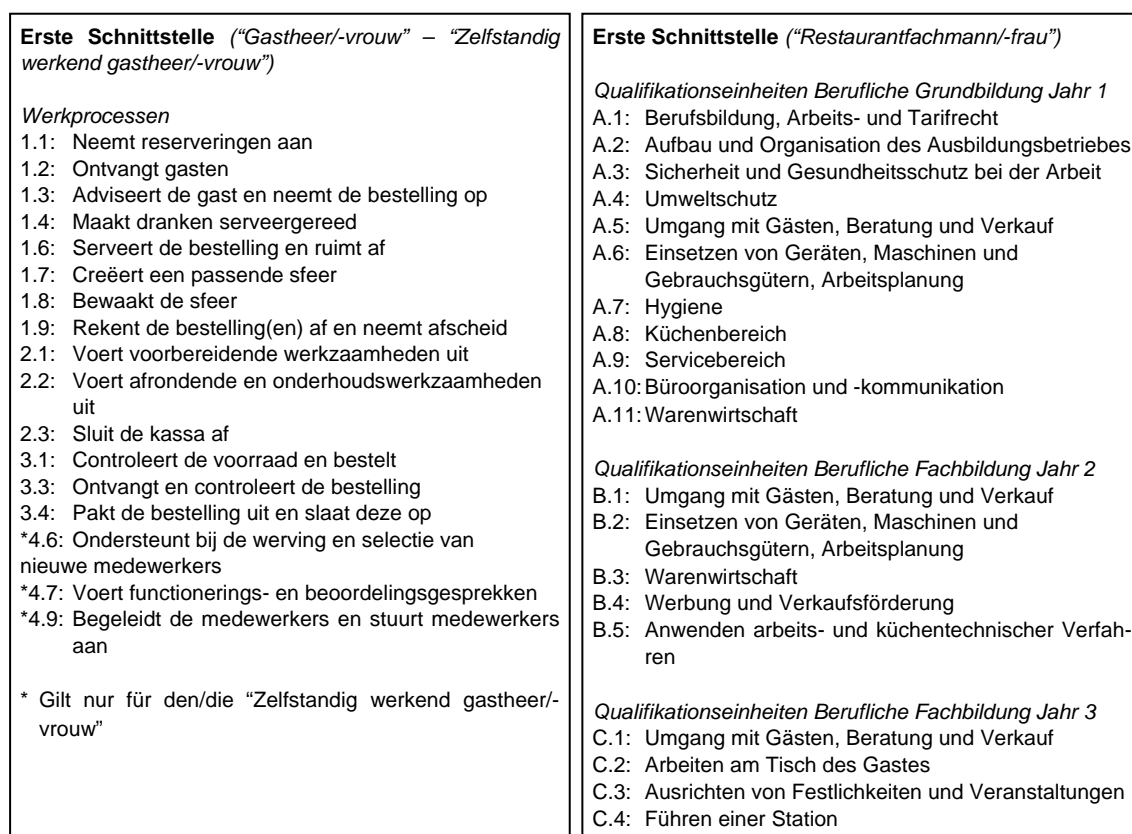 Erste Schnittstelle (“Gastheer/-vrouw” – “Zelfstandig
werkend gastheer/-vrouw”)
Werkprocessen
1.1: Neemt reserveringen aan
1.2: Ontvangt gasten
1.3: Adviseert de gast en neemt de bestelling op
1.4: Maakt dranken serveergereed
1.6: Serveert de bestelling en ruimt af
1.7: Creëert een passende sfeer
1.8: Bewaakt de sfeer
1.9: Rekent de bestelling(en) af en neemt afscheid
2.1: Voert voorbereidende werkzaamheden uit
2.2: Voert afrondende en onderhoudswerkzaamheden
uit
2.3: Sluit de kassa af
3.1: Controleert de voorraad en bestelt
3.3: Ontvangt en controleert de bestelling
3.4: Pakt de bestelling uit en slaat deze op
*4.6: Ondersteunt bij de werving en selectie van
nieuwe medewerkers
*4.7: Voert functionerings- en beoordelingsgesprekken
*4.9: Begeleidt de medewerkers en stuurt medewerkers
aan
* Gilt nur für den/die “Zelfstandig werkend gastheer/-
vrouw”
Erste Schnittstelle (“Restaurantfachmann/-frau”)
Qualifikationseinheiten Berufliche Grundbildung Jahr 1
A.1: Berufsbildung, Arbeits- und Tarifrecht
A.2: Aufbau und Organisation des Ausbildungsbetriebes
A.3: Sicherheit und Gesundheitsschutz bei der Arbeit
A.4: Umweltschutz
A.5: Umgang mit Gästen, Beratung und Verkauf
A.6: Einsetzen von Geräten, Maschinen und
Gebrauchsgütern, Arbeitsplanung
A.7: Hygiene
A.8: Küchenbereich
A.9: Servicebereich
A.10: Büroorganisation und -kommunikation
A.11: Warenwirtschaft
Qualifikationseinheiten Berufliche Fachbildung Jahr 2
B.1: Umgang mit Gästen, Beratung und Verkauf
B.2: Einsetzen von Geräten, Maschinen und
Gebrauchsgütern, Arbeitsplanung
B.3: Warenwirtschaft
B.4: Werbung und Verkaufsförderung
B.5: Anwenden arbeits- und küchentechnischer Verfah-
ren
Qualifikationseinheiten Berufliche Fachbildung Jahr 3
C.1: Umgang mit Gästen, Beratung und Verkauf
C.2: Arbeiten am Tisch des Gastes
C.3: Ausrichten von Festlichkeiten und Veranstaltungen
C.4: Führen einer Station